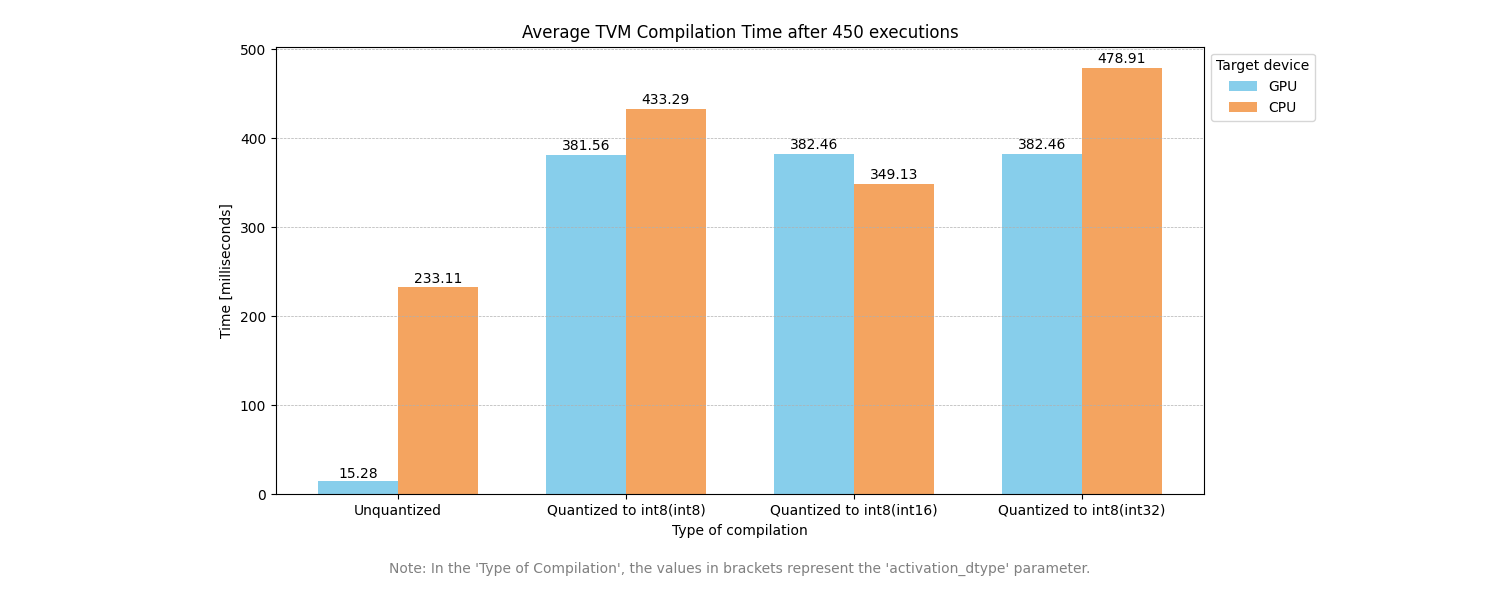 Average TVM Compilation Time after 450 executions
Target device
GPU
CPU
Time [milliseconds]
500
400
300
200
100
0
15.28
233.11
381.56
433.29
382.46
349.13
382.46
478.91
Unquantized
Quantized to int8(int8)
Quantized to int8(int16)
Quantized to int8(int32)
Type of compilation
Note: In the 'Type of Compilation', the values in brackets represent the 'activation_dtype' parameter.